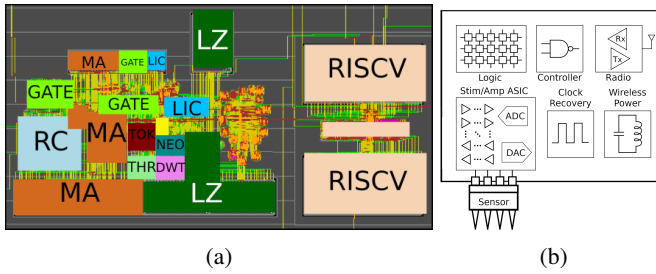 LZ
RISCV
MA
GATE
LIC
GATE
GATE
LIC
RC
MA
TOK
NEO
THR
DWT
LZ
MA
RISCV
(a)
Logic
Controller
Rx
Tx
Radio
Stim/Amp ASIC
ADC
DAC
Clock
Recovery
Wireless
Power
Sensor
(b)